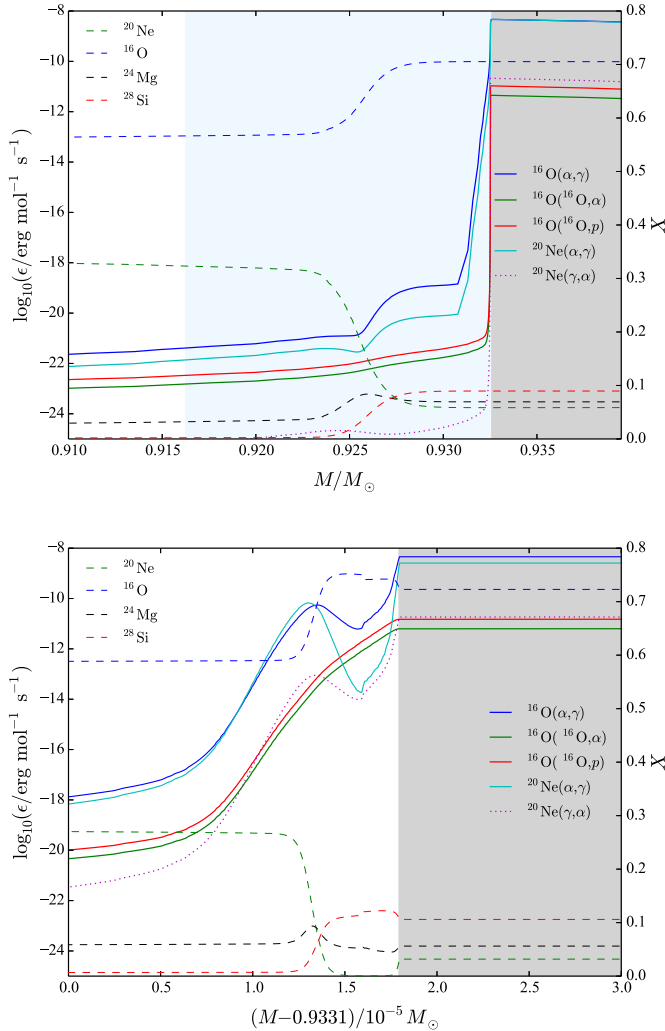 −8
−10
−12
−14
−16
−18
−20
−22
−24
log₁₀(ϵ/erg mol⁻¹ s⁻¹)
²⁰Ne
¹⁶O
²⁴Mg
²⁸Si
¹⁶O(α,γ)
¹⁶O(¹⁶O,α)
¹⁶O(¹⁶O,p)
²⁰Ne(α,γ)
²⁰Ne(γ,α)
0.8
0.7
0.6
0.5
0.4
0.3
0.2
0.1
0.0
X
0.910 0.915 0.920 0.925 0.930 0.935
M/M⊙
−8
−10
−12
−14
−16
−18
−20
−22
−24
log₁₀(ϵ/erg mol⁻¹ s⁻¹)
²⁰Ne
¹⁶O
²⁴Mg
²⁸Si
¹⁶O(α,γ)
¹⁶O( ¹⁶O,α)
¹⁶O( ¹⁶O,p)
²⁰Ne(α,γ)
²⁰Ne(γ,α)
0.8
0.7
0.6
0.5
0.4
0.3
0.2
0.1
0.0
X
0.0 0.5 1.0 1.5 2.0 2.5 3.0
(M−0.9331)/10⁻⁵ M⊙